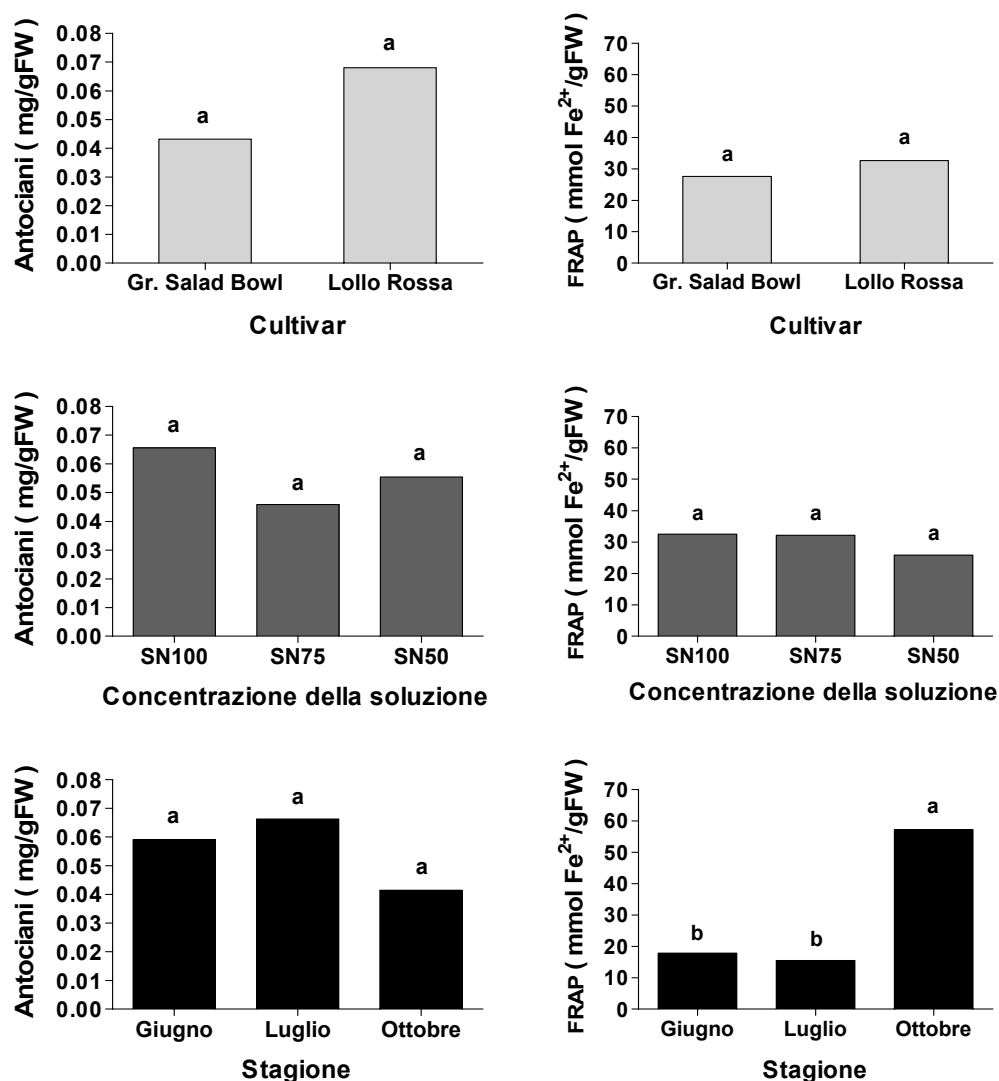 Antociani ( mg/gFW)
0.08
0.07
0.06
0.05
0.04
0.03
0.02
0.01
0.00
a
a
Gr. Salad Bowl
Lollo Rossa
Cultivar
FRAP ( mmol Fe2+/gFW)
70
60
50
40
30
20
10
0
a
a
Gr. Salad Bowl
Lollo Rossa
Cultivar
Antociani ( mg/gFW)
0.08
0.07
0.06
0.05
0.04
0.03
0.02
0.01
0.00
a
a
a
SN100
SN75
SN50
Concentrazione della soluzione
FRAP ( mmol Fe2+/gFW)
70
60
50
40
30
20
10
0
a
a
a
SN100
SN75
SN50
Concentrazione della soluzione
Antociani ( mg/gFW)
0.08
0.07
0.06
0.05
0.04
0.03
0.02
0.01
0.00
a
a
a
Giugno
Luglio
Ottobre
Stagione
FRAP ( mmol Fe2+/gFW)
70
60
50
40
30
20
10
0
b
b
a
Giugno
Luglio
Ottobre
Stagione